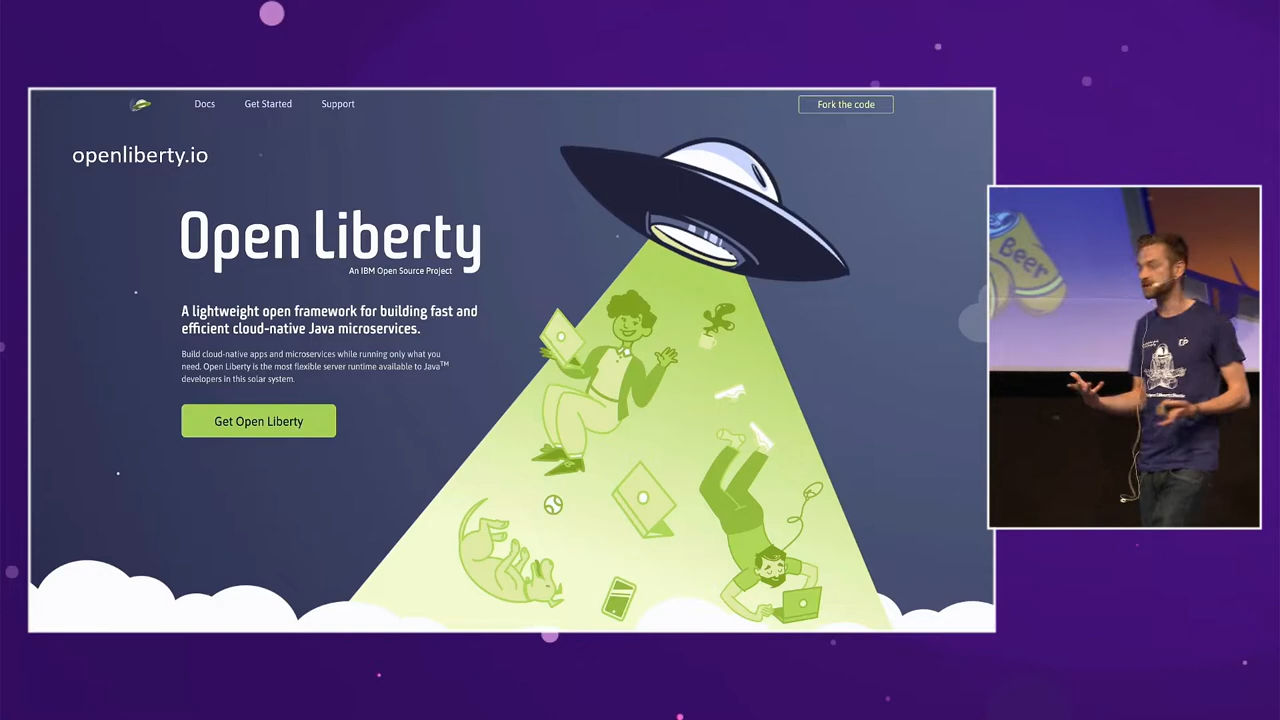 Docs
Get Started
Support
Fork the code
openliberty.io
Open Liberty
An IBM Open Source Project
A lightweight open framework for building fast and
efficient cloud-native Java microservices.
Build cloud-native apps and microservices while running only what you
need. Open Liberty is the most flexible server runtime available to Java™
developers in this solar system.
Get Open Liberty
Beer